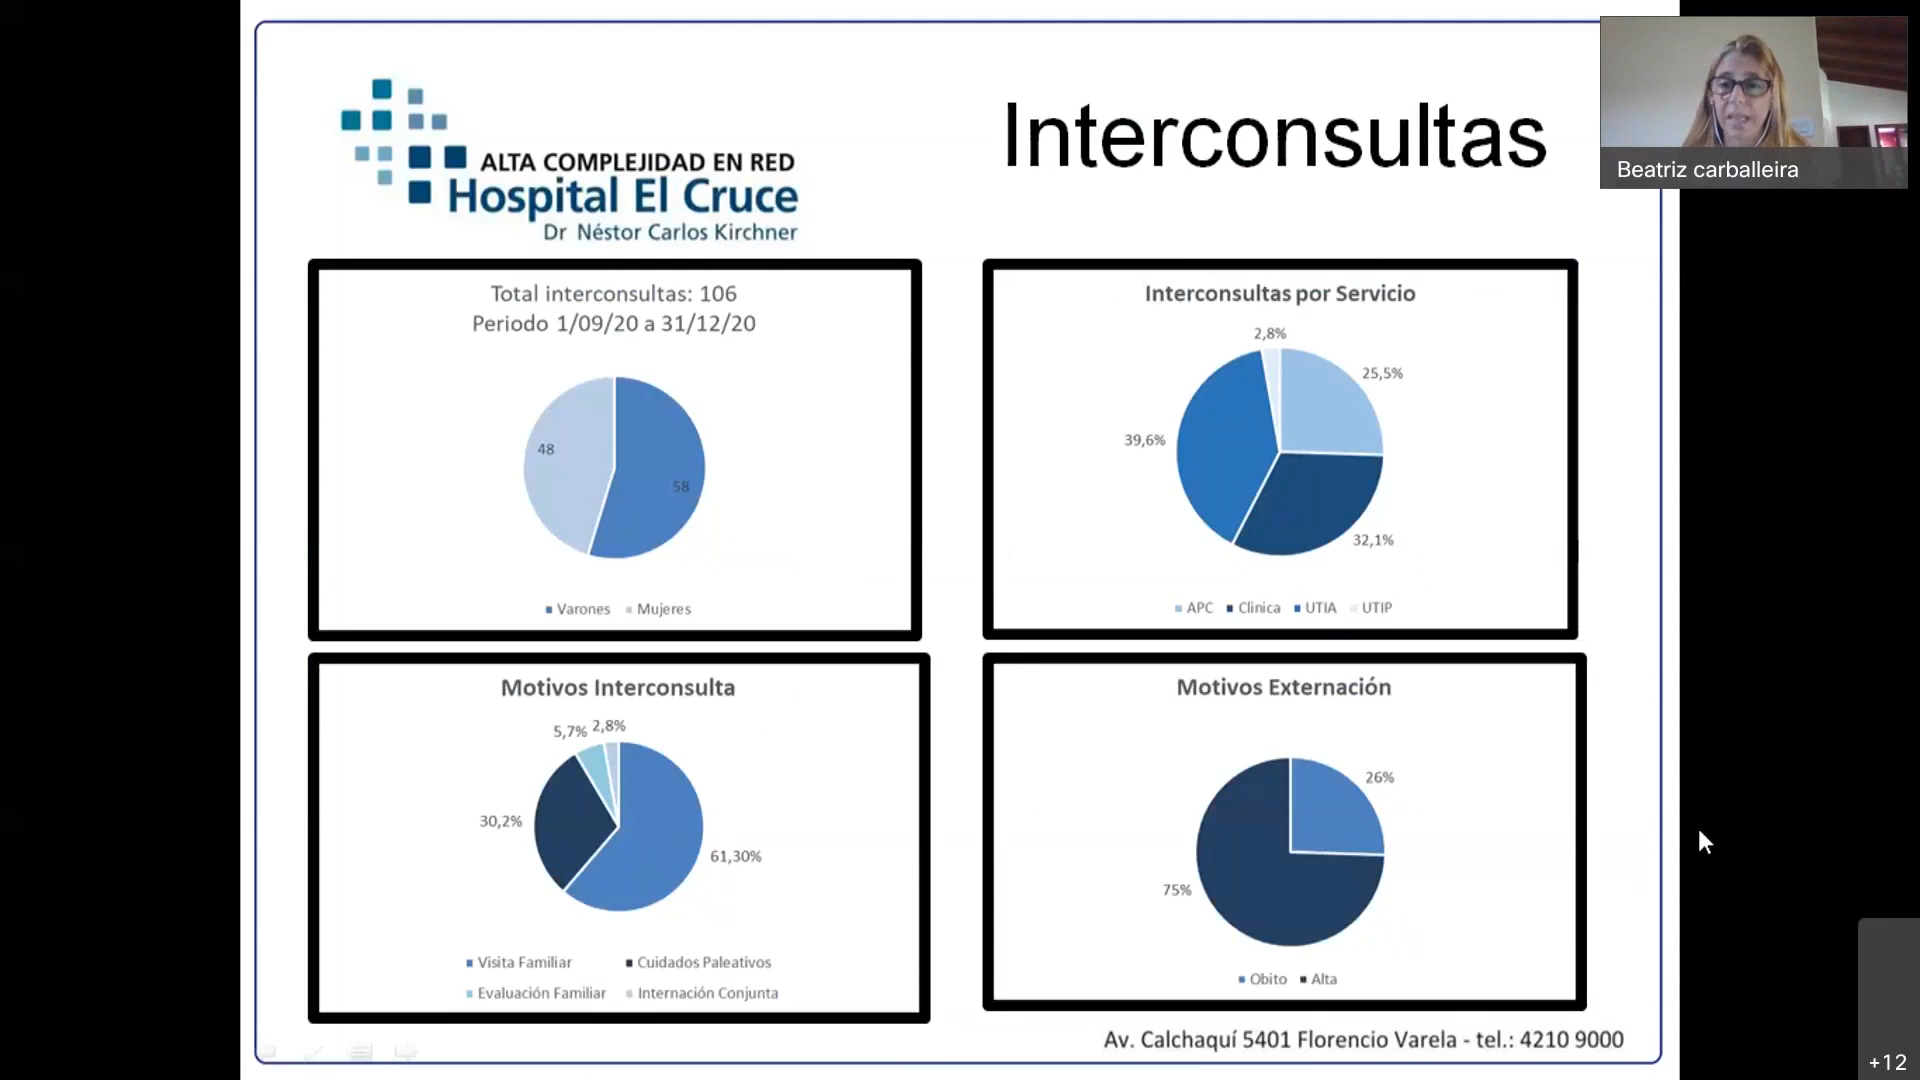 ALTA COMPLEJIDAD EN RED
Hospital El Cruce
Dr Néstor Carlos Kirchner
Interconsultas
Beatriz carballeira
Total interconsultas: 106
Periodo 1/09/20 a 31/12/20
48
58
Varones Mujeres
Interconsultas por Servicio
2,8%
25,5%
39,6%
32,1%
APC Clinica UTIA UTIP
Motivos Interconsulta
5,7% 2,8%
30,2%
61,30%
Visita Familiar Cuidados Paleativos
Evaluación Familiar Internación Conjunta
Motivos Externación
26%
75%
Obito Alta
Av. Calchaquí 5401 Florencio Varela - tel.: 4210 9000
+12